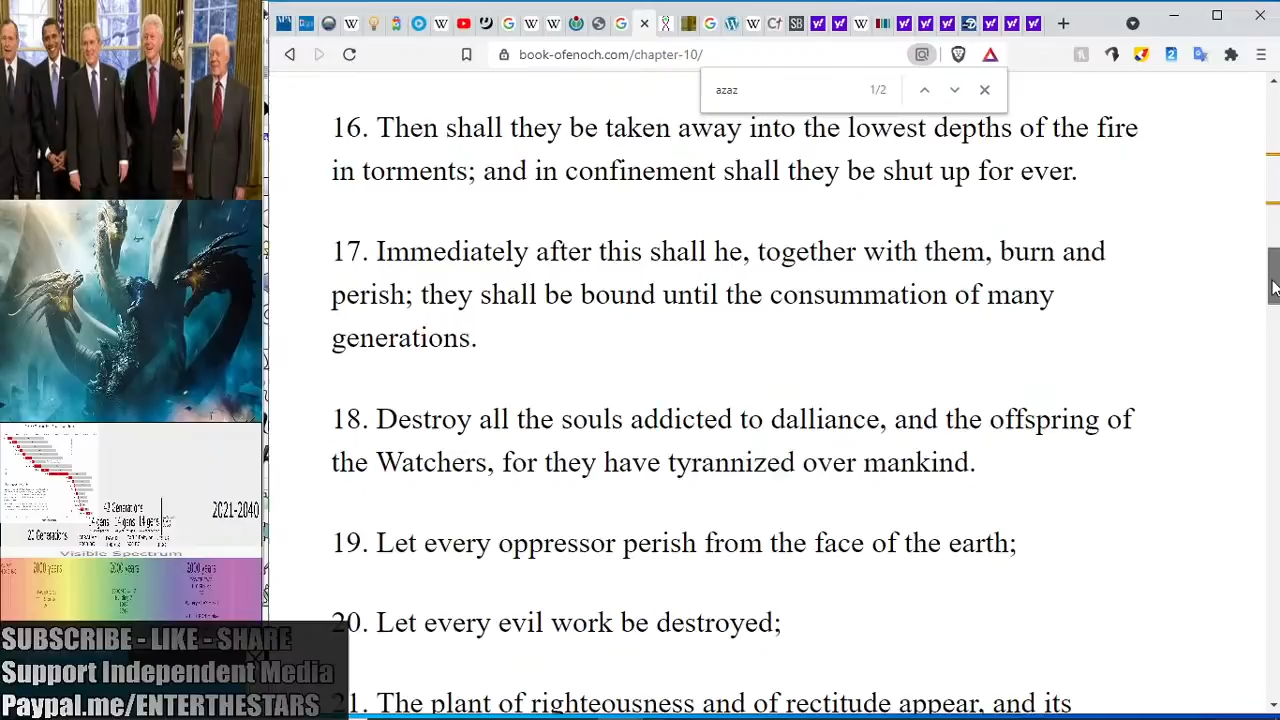 book-ofenoch.com/chapter-10/
azaz
1/2
16. Then shall they be taken away into the lowest depths of the fire
in torments; and in confinement shall they be shut up for ever.
17. Immediately after this shall he, together with them, burn and
perish; they shall be bound until the consummation of many
generations.
18. Destroy all the souls addicted to dalliance, and the offspring of
the Watchers, for they have tyrannized over mankind.
19. Let every oppressor perish from the face of the earth;
20. Let every evil work be destroyed;
21. The plant of righteousness and of rectitude appear, and its
2021-2040
Visible Spectrum
SUBSCRIBE - LIKE - SHARE
Support Independent Media
Paypal.me/ENTERTHESTARS